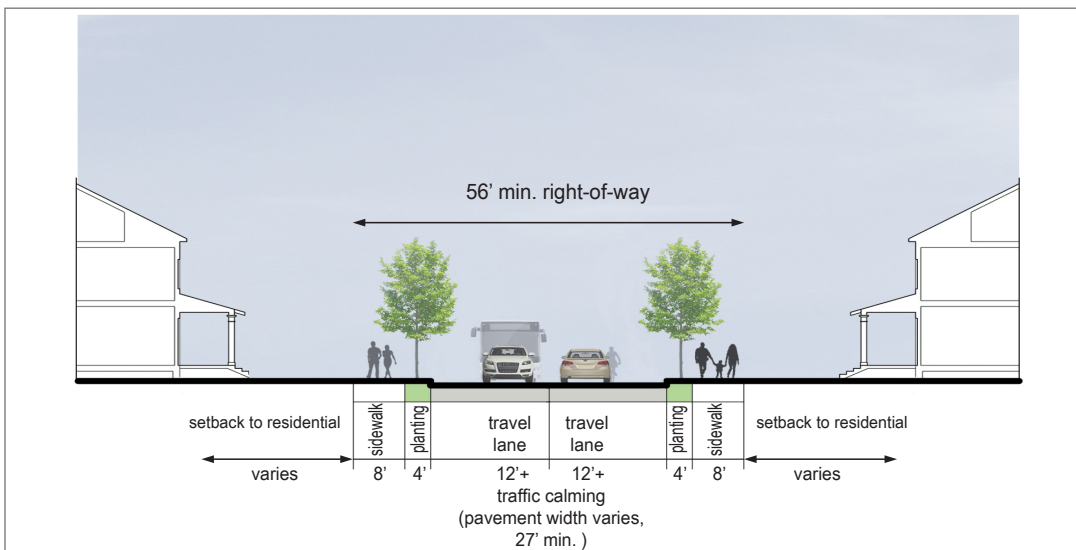 56’ min. right-of-way
setback to residential
sidewalk
planting
travel
lane
travel
lane
planting
sidewalk
setback to residential
varies
8’
4’
12’+
12’+
4’
8’
varies
traffic calming
(pavement width varies,
27’ min. )